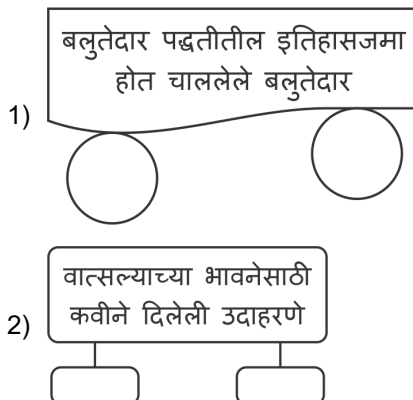 बलुतेदार पद्धतीतील इतिहासजमा
होत चाललेले बलुतेदार
1)
वात्सल्याच्या भावनेसाठी
कवीने दिलेली उदाहरणे
2)